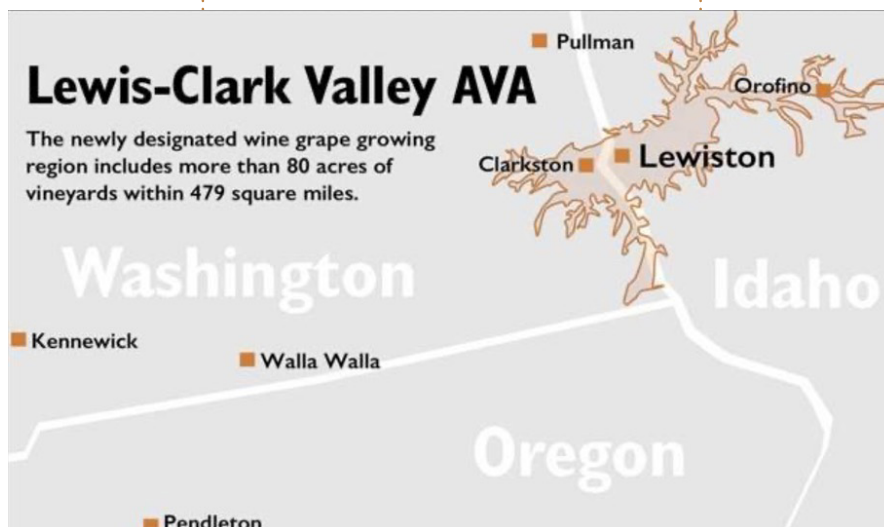 Lewis-Clark Valley AVA
The newly designated wine grape growing
region includes more than 80 acres of
vineyards within 479 square miles.
Pullman
Orofino
Clarkston
Lewiston
Washington
Idaho
Kennewick
Walla Walla
Oregon
Pendleton